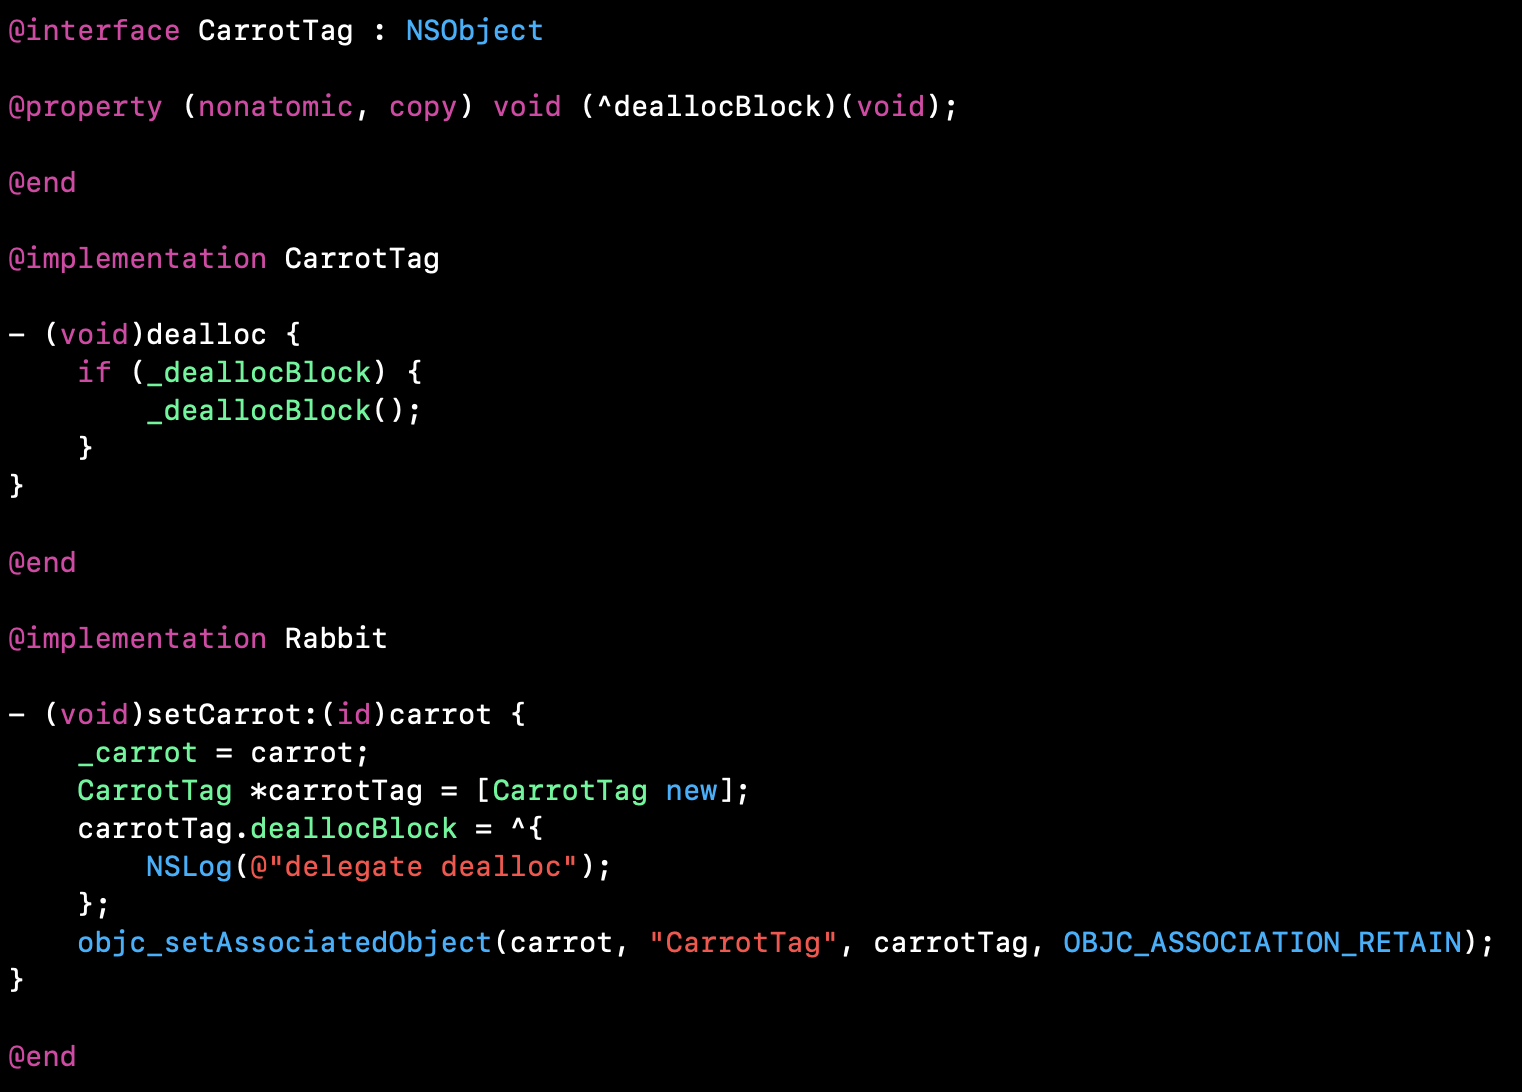 @interface CarrotTag : NSObject
@property (nonatomic, copy) void (^deallocBlock)(void);
@end
@implementation CarrotTag
- (void)dealloc {
    if (_deallocBlock) {
        _deallocBlock();
    }
}
@end
@implementation Rabbit
- (void)setCarrot:(id)carrot {
    _carrot = carrot;
    CarrotTag *carrotTag = [CarrotTag new];
    carrotTag.deallocBlock = ^{
        NSLog(@"delegate dealloc");
    };
    objc_setAssociatedObject(carrot, "CarrotTag", carrotTag, OBJC_ASSOCIATION_RETAIN);
}
@end